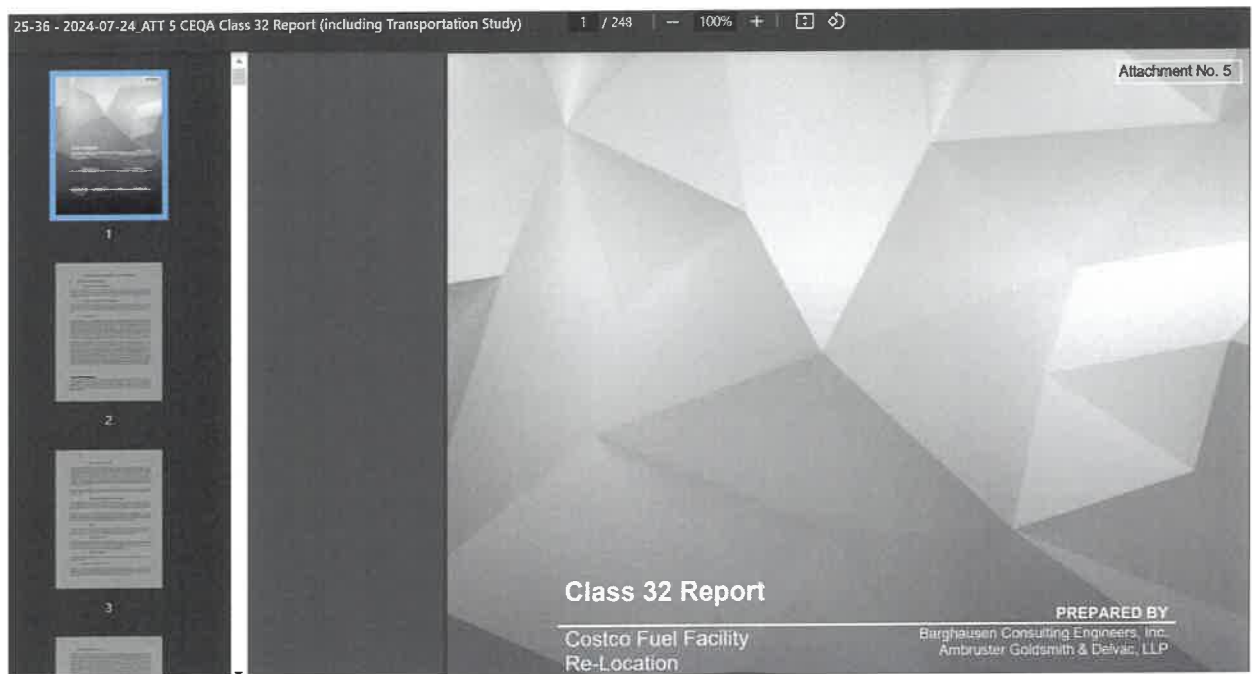 25-36 - 2024-07-24_ATT 5 CEQA Class 32 Report (including Transportation Study)
1 / 248
100%
Attachment No. 5
1
2
3
Class 32 Report
PREPARED BY
Costco Fuel Facility
Re-Location
Barghausen Consulting Engineers, Inc.
Ambruster Goldsmith & Delvac, LLP